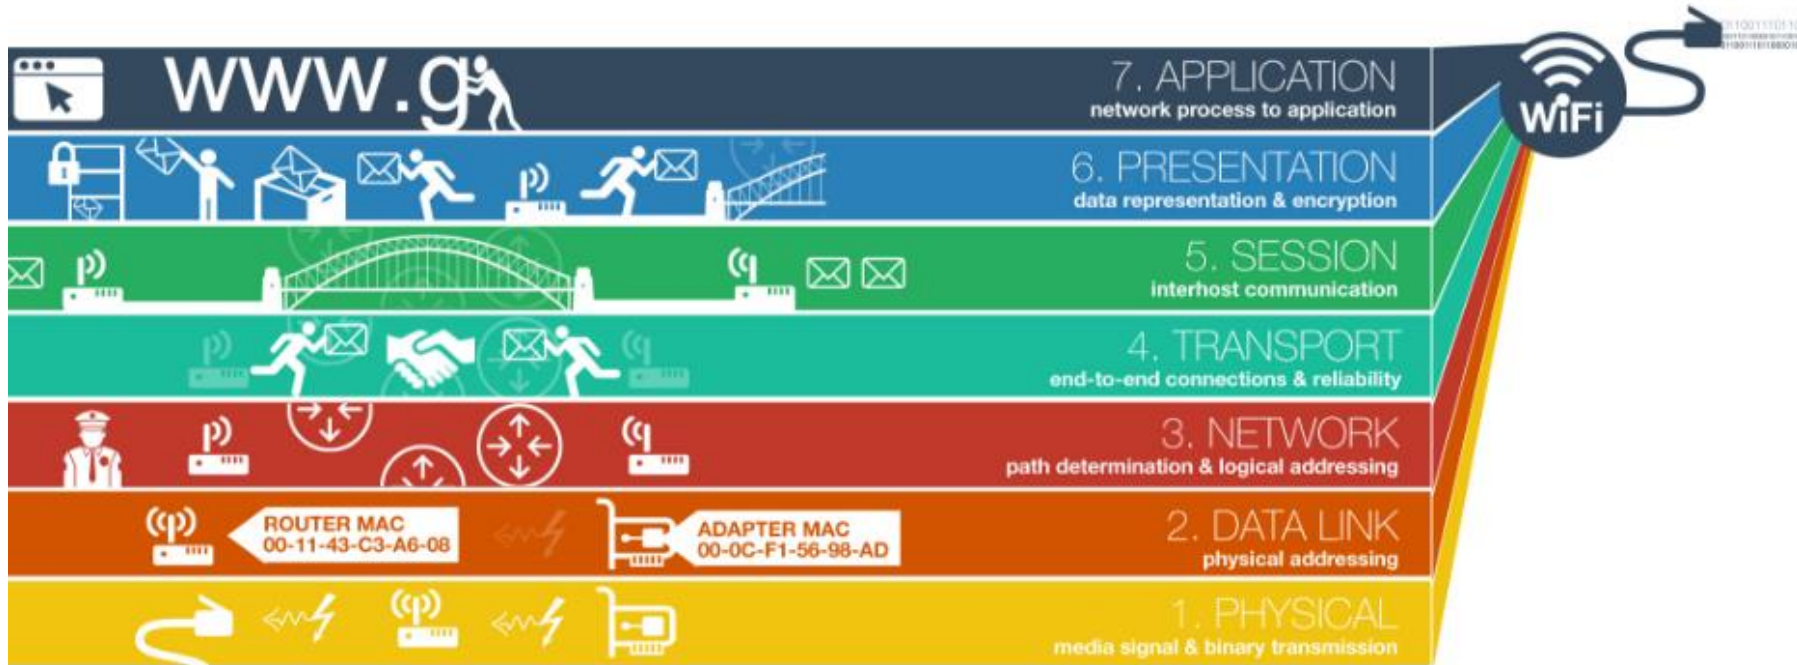 www.g
7. APPLICATION
network process to application
WiFi
6. PRESENTATION
data representation & encryption
5. SESSION
interhost communication
4. TRANSPORT
end-to-end connections & reliability
3. NETWORK
path determination & logical addressing
ROUTER MAC
00-11-43-C3-A6-08
ADAPTER MAC
00-0C-F1-56-98-AD
2. DATA LINK
physical addressing
1. PHYSICAL
media signal & binary transmission